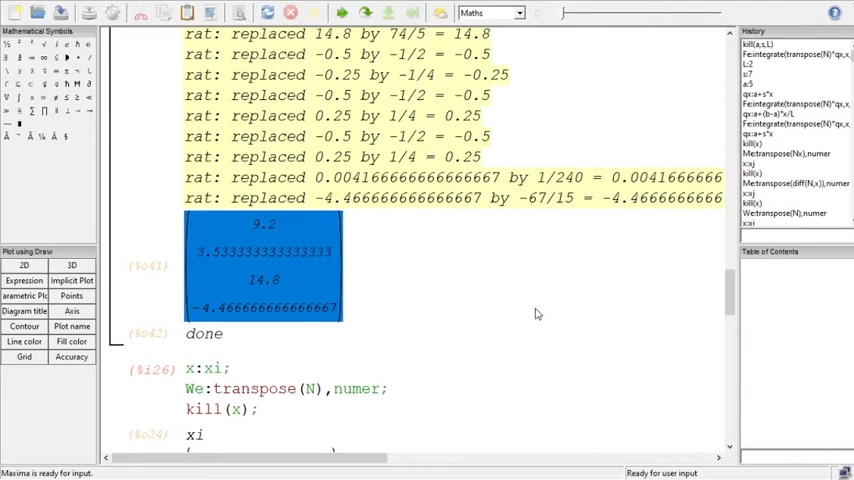 Maths
Mathematical Symbols
Plot using Draw
2D
3D
Expression
Implicit Plot
arametric Plo
Points
Diagram title
Axis
Contour
Plot name
Line color
Fill color
Grid
Accuracy
rat: replaced 14.8 by 74/5 = 14.8
rat: replaced -0.5 by -1/2 = -0.5
rat: replaced -0.25 by -1/4 = -0.25
rat: replaced -0.5 by -1/2 = -0.5
rat: replaced 0.25 by 1/4 = 0.25
rat: replaced -0.5 by -1/2 = -0.5
rat: replaced 0.25 by 1/4 = 0.25
rat: replaced 0.004166666666666667 by 1/240 = 0.0041666666
rat: replaced -4.466666666666667 by -67/15 = -4.4666666666
9.2
3.533333333333333
(%o41)
14.8
-4.466666666666667
(%o42) done
(%i26) x:xi;
We:transpose(N),numer;
kill(x);
(%o24) xi
History
kill(a,s,L)
Fe:integrate(transpose(N)*qx,x,
L:2
s:7
a:5
qx:a+s*x
Fe:integrate(transpose(N)*qx,x,
qx:a+(b-a)*x/L
Fe:integrate(transpose(N)*qx,x,
qx:a+s*x
kill(x)
Me:transpose(Nx),numer
x:xj
kill(x)
Me:transpose(diff(N,x)),numer
x:xj
kill(x)
We:transpose(N),numer
x:xi
Table of Contents
Maxima is ready for input.
Ready for user input